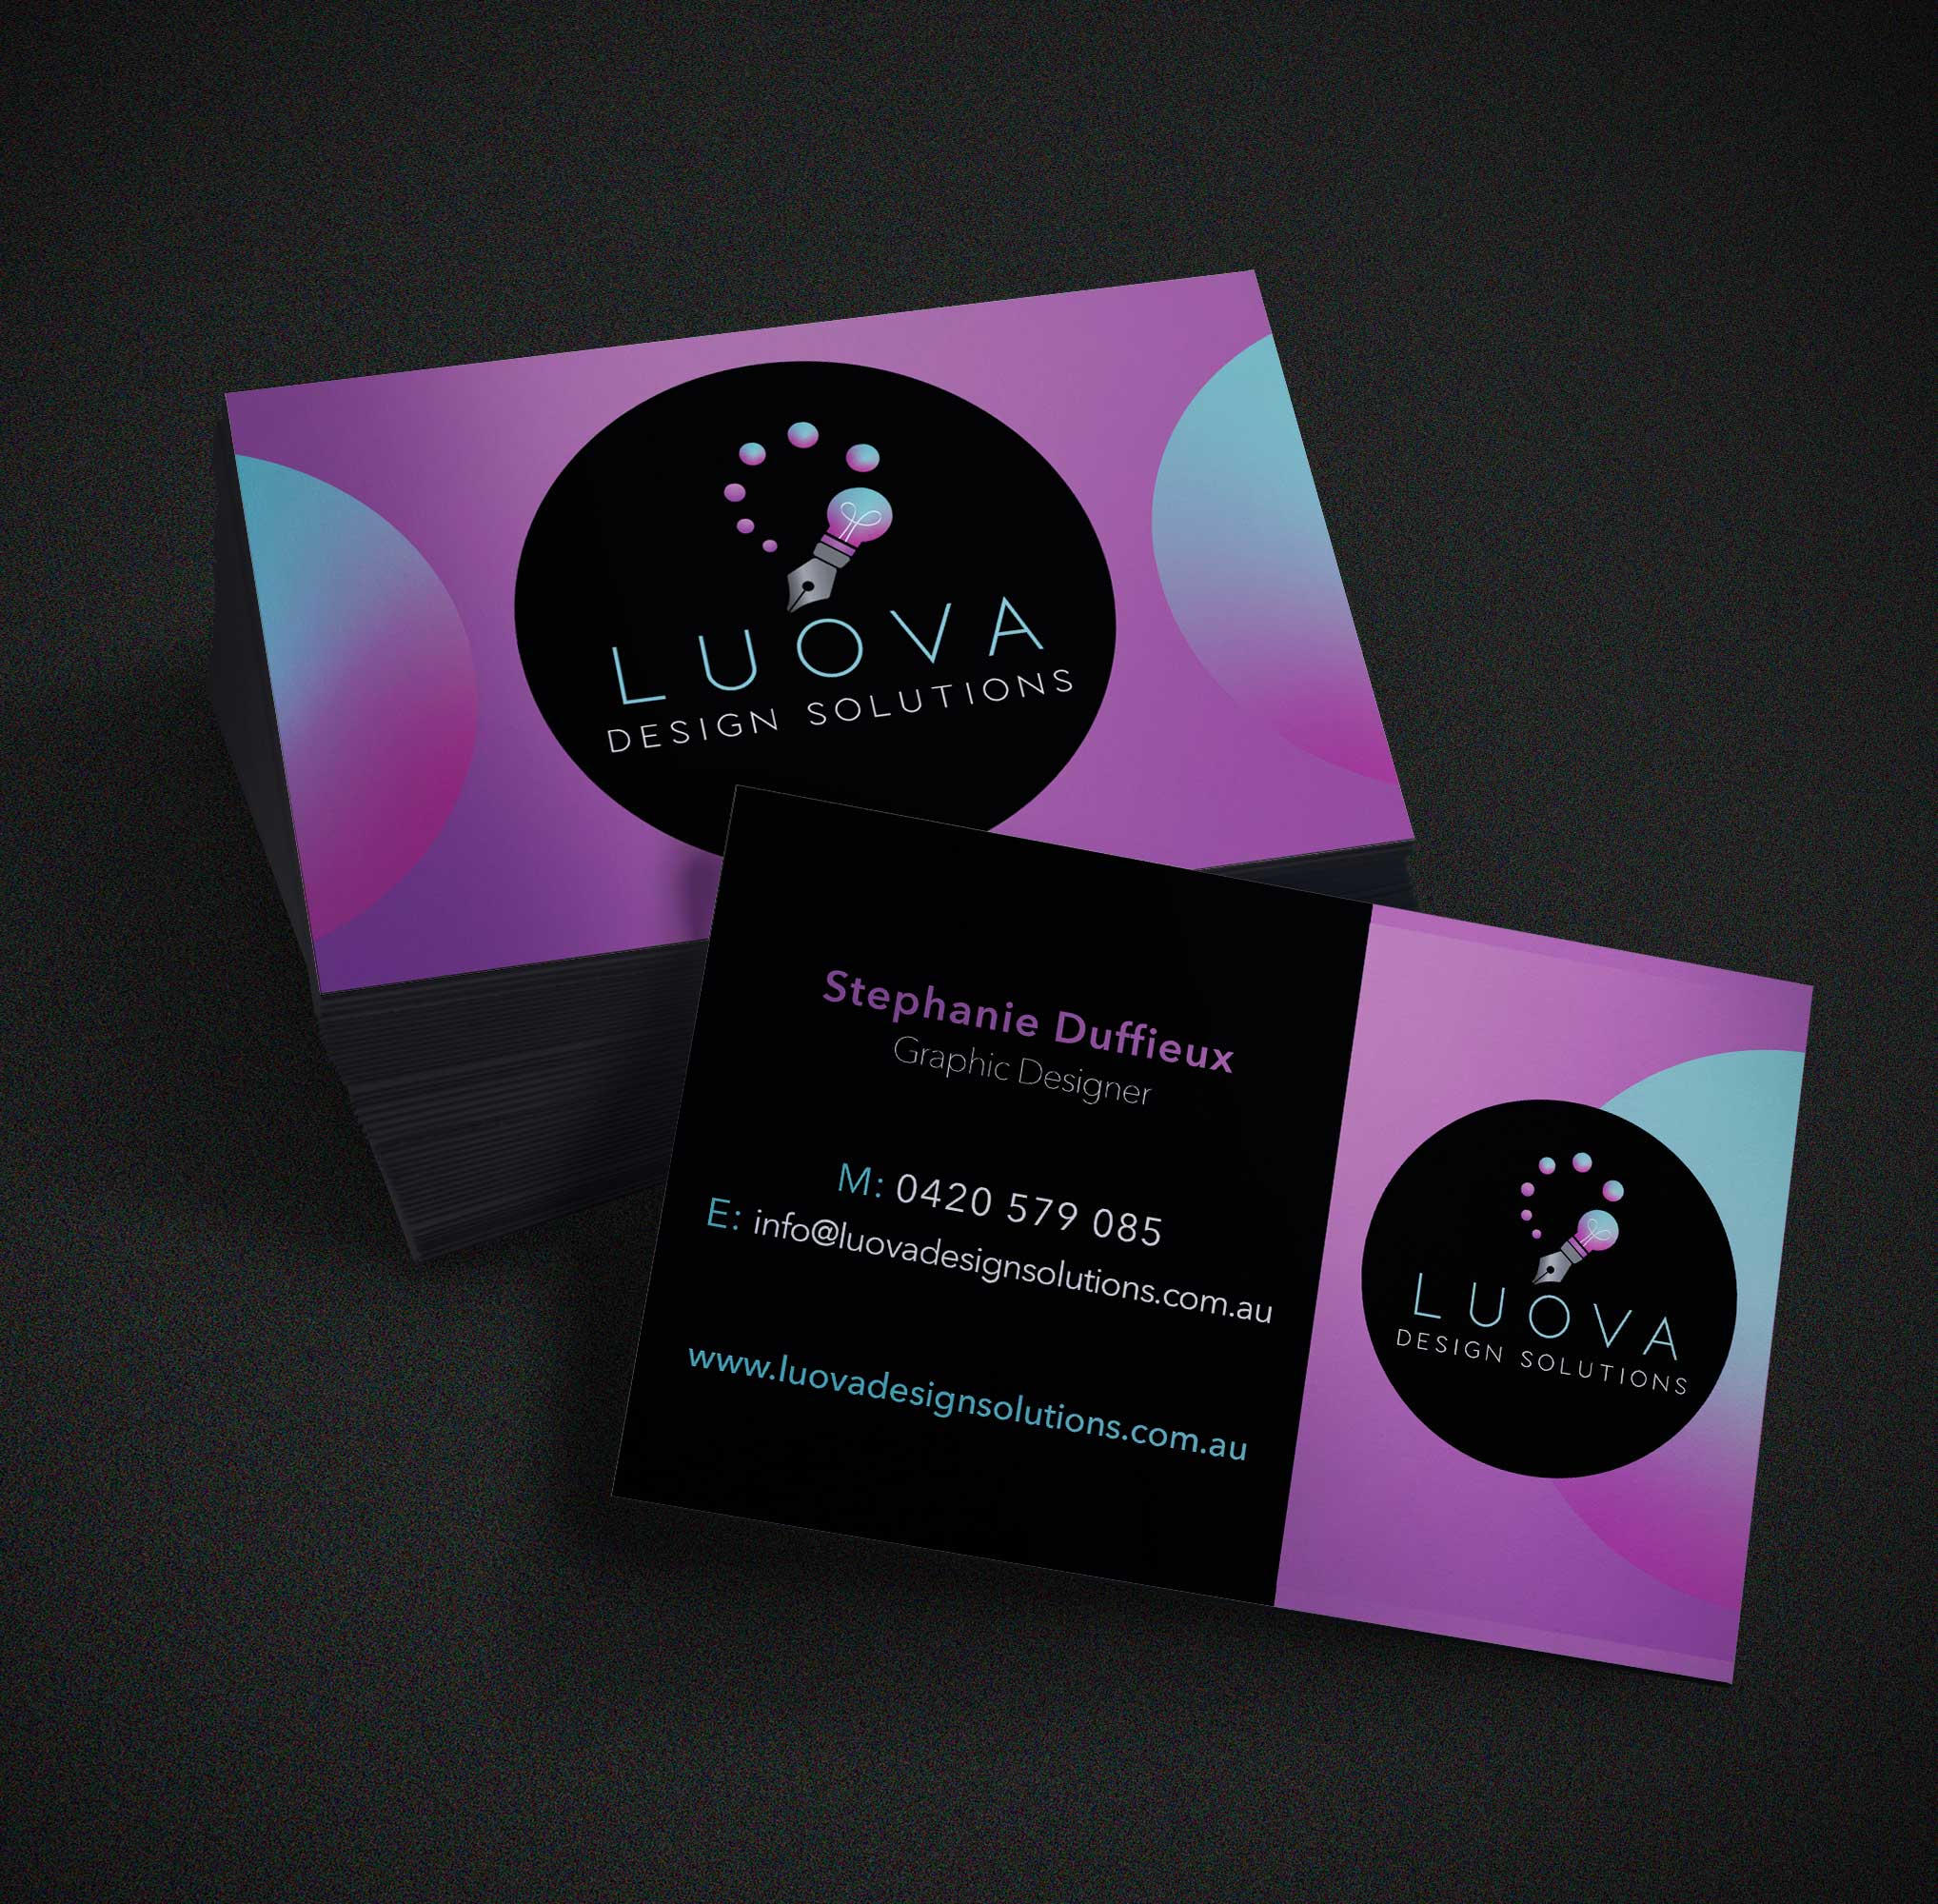 LUOVA
DESIGN SOLUTIONS
Stephanie Duffieux
Graphic Designer
M: 0420 579 085
E: info@luovadesignsolutions.com.au
www.luovadesignsolutions.com.au
LUOVA
DESIGN SOLUTIONS